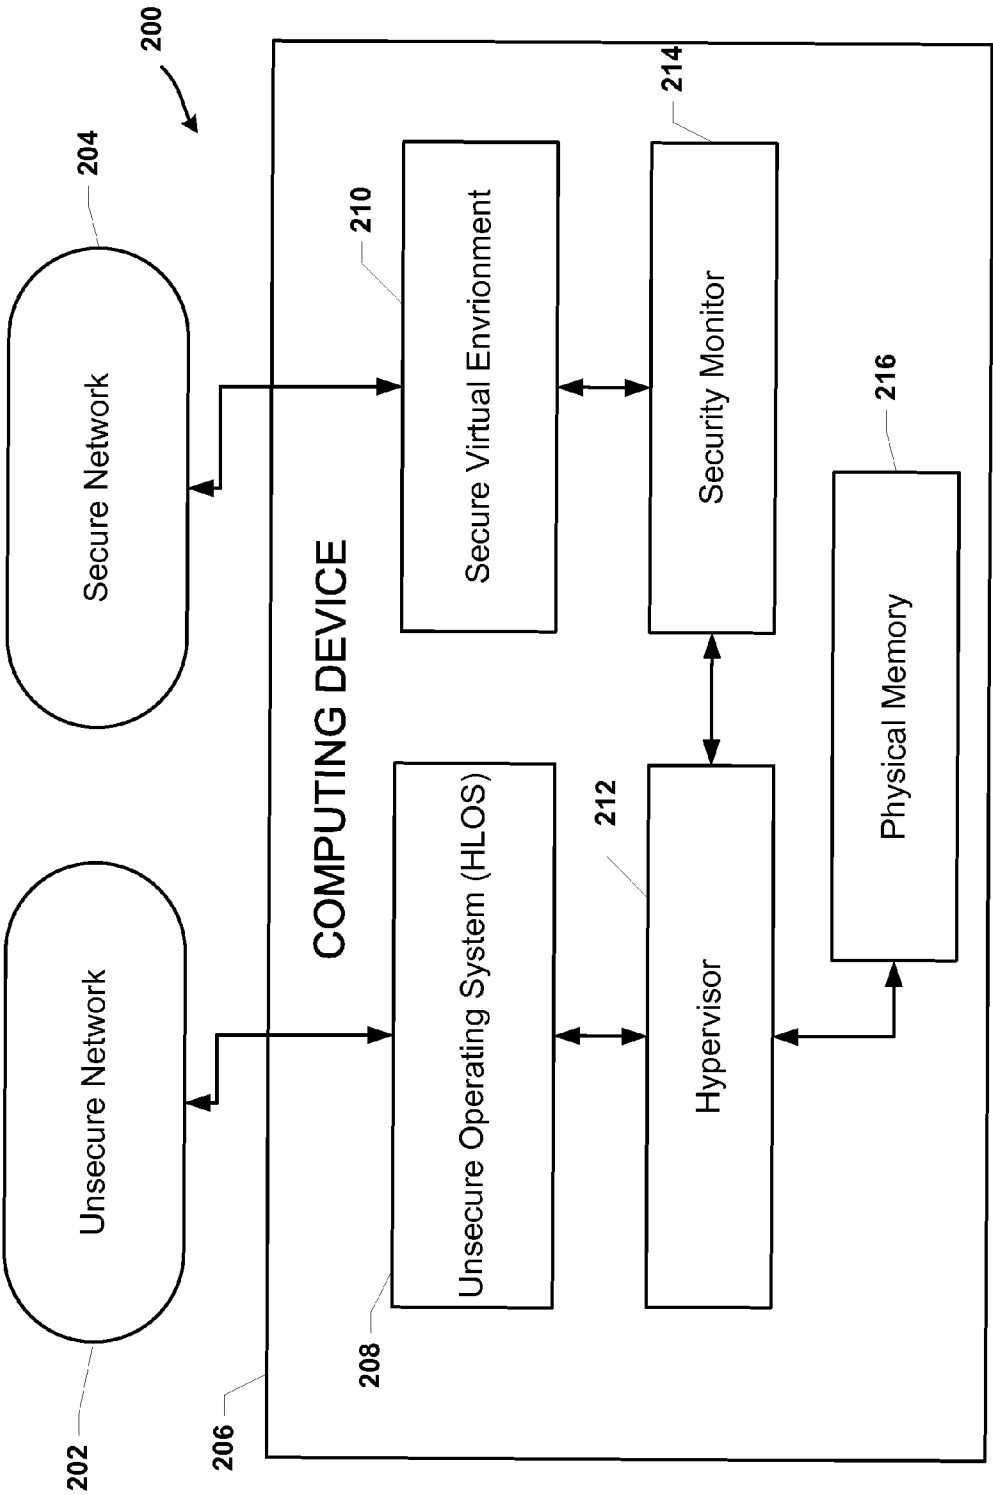 200
202
Unsecure Network
Secure Network
204
206
COMPUTING DEVICE
208
Unsecure Operating System (HLOS)
210
Secure Virtual Envrionment
212
Hypervisor
214
Security Monitor
216
Physical Memory